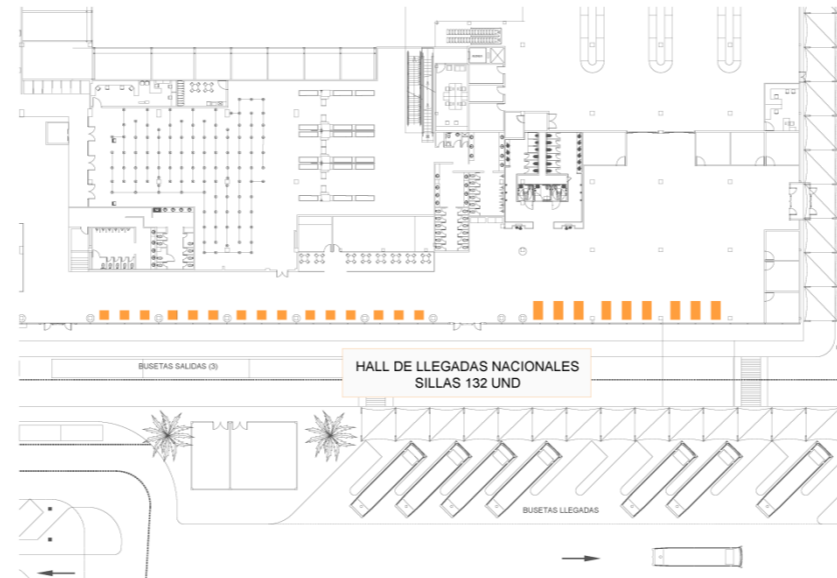 BUSETAS SALIDAS (3)
HALL DE LLEGADAS NACIONALES
SILLAS 132 UND
BUSETAS LLEGADAS